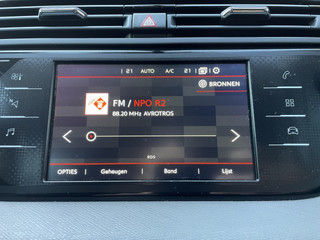 21 AUTO A/C 21
BRONNEN
FM / NPO R2
88.20 MHz AVROTROS
RDS
OPTIES Geheugen Band Lijst